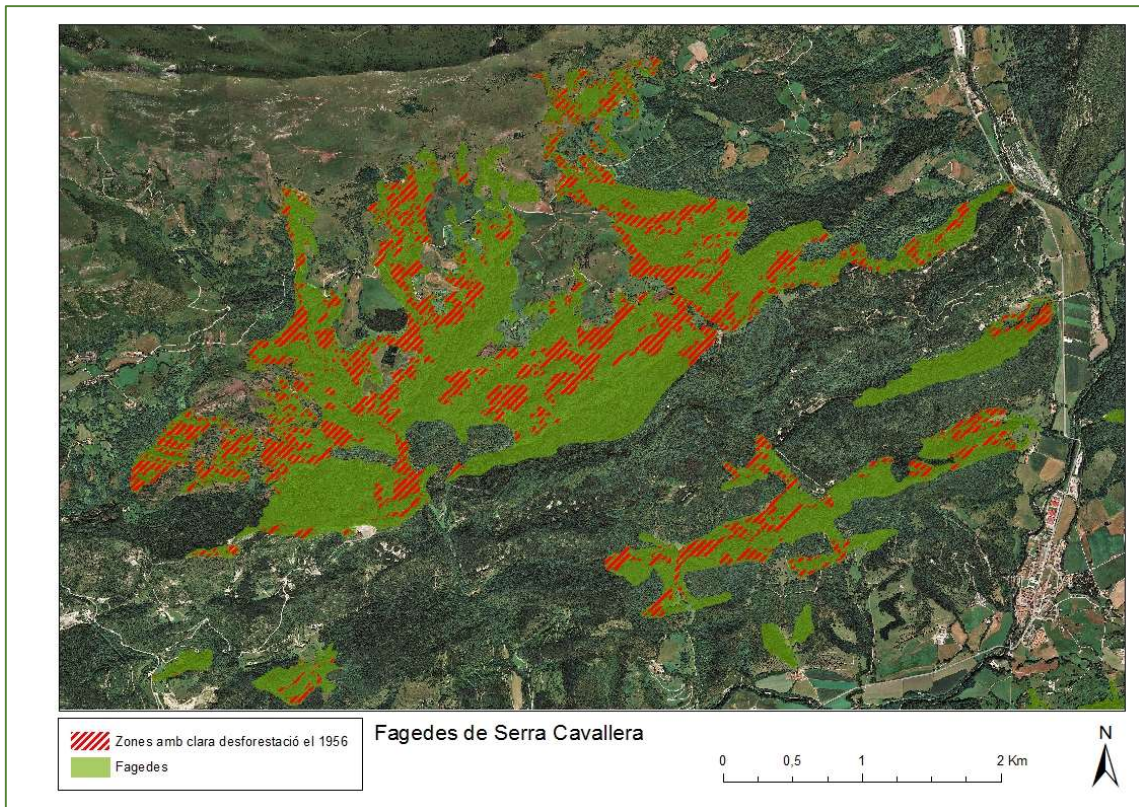 Zones amb clara desforestació el 1956
Fagedes
Fagedes de Serra Cavallera
0 0,5 1 2 Km
N